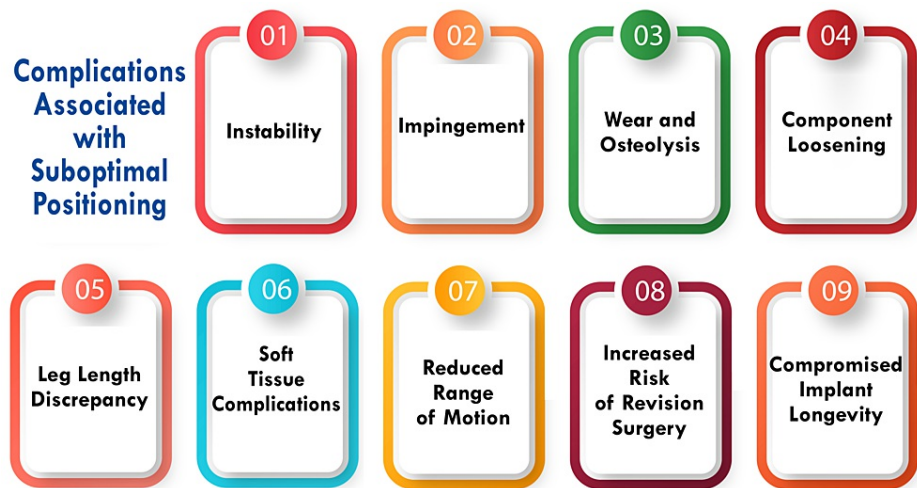 Complications
Associated
with
Suboptimal
Positioning
01
Instability
02
Impingement
03
Wear and
Osteolysis
04
Component
Loosening
05
Leg Length
Discrepancy
06
Soft
Tissue
Complications
07
Reduced
Range
of Motion
08
Increased
Risk
of Revision
Surgery
09
Compromised
Implant
Longevity